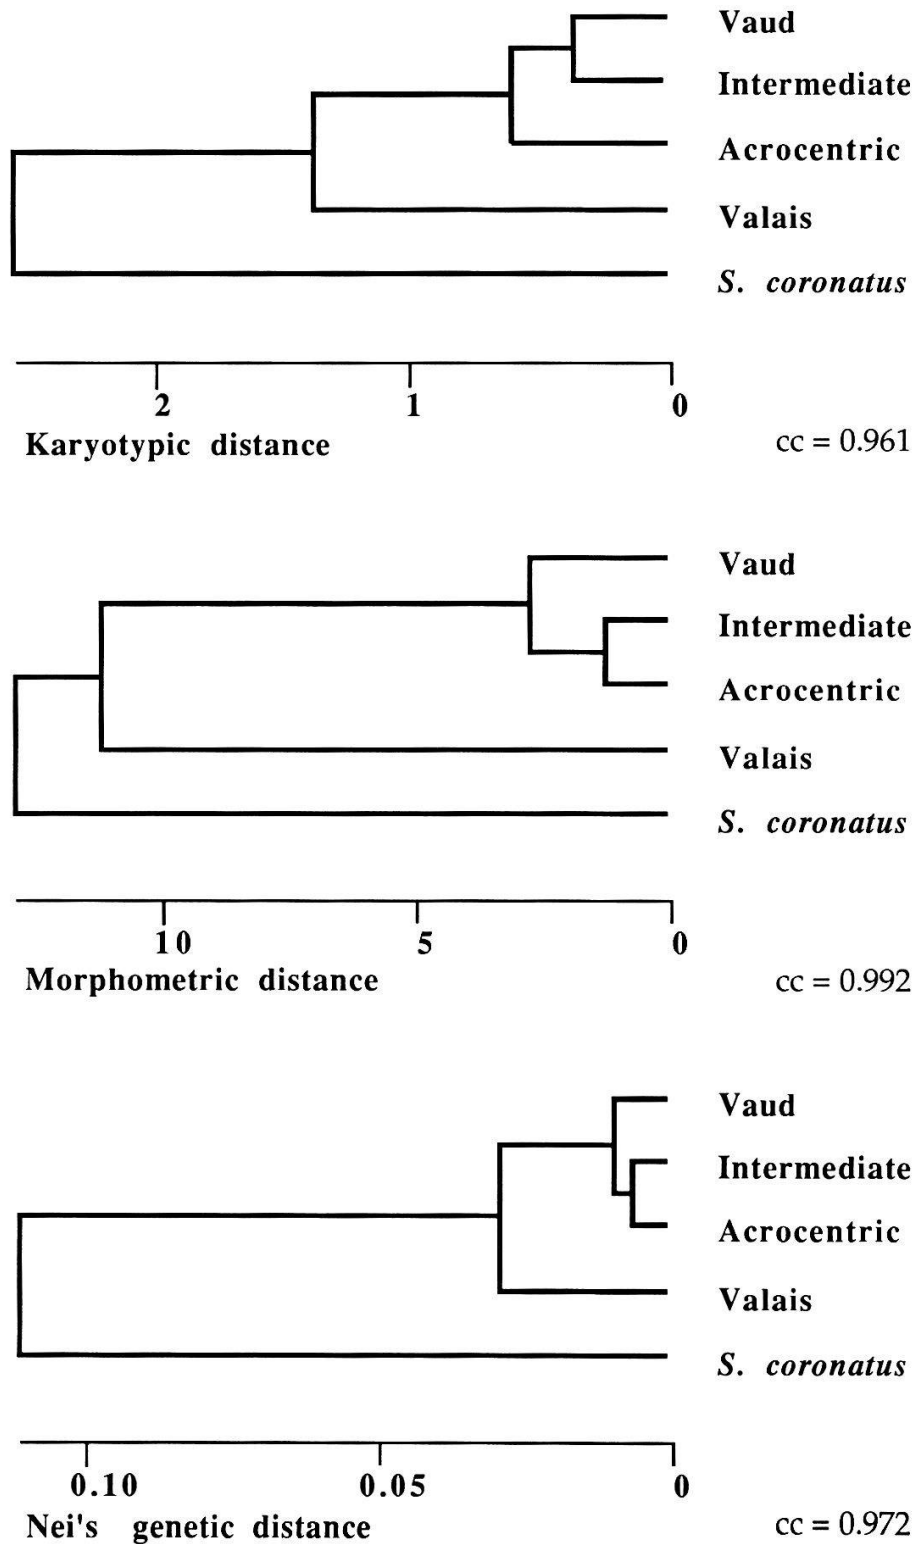 Vaud
Intermediate
Acrocentric
Valais
S. coronatus
2 1 0
Karyotypic distance cc = 0.961
Vaud
Intermediate
Acrocentric
Valais
S. coronatus
10 5 0
Morphometric distance cc = 0.992
Vaud
Intermediate
Acrocentric
Valais
S. coronatus
0.10 0.05 0
Nei's genetic distance cc = 0.972